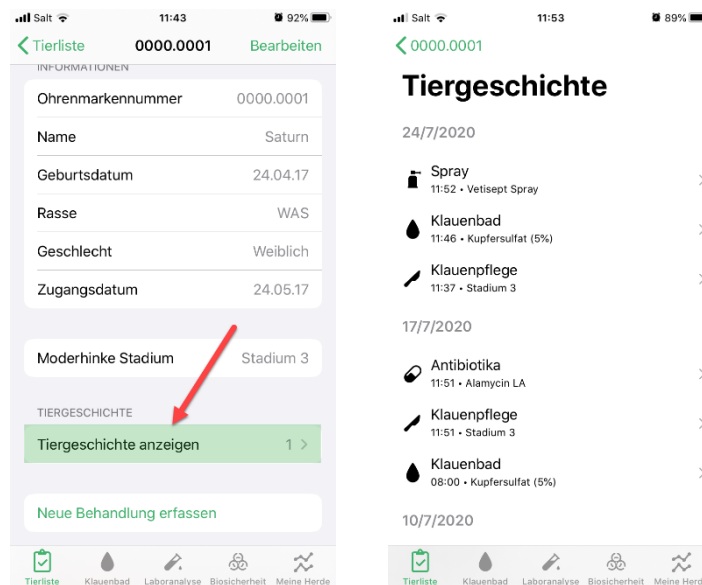 Salt 11:43 92%
Tierliste 0000.0001 Bearbeiten
INFORMATIONEN
Ohrenmarkennummer 0000.0001
Name Saturn
Geburtsdatum 24.04.17
Rasse WAS
Geschlecht Weiblich
Zugangsdatum 24.05.17
Moderhinke Stadium Stadium 3
TIERGESCHICHTE
Tiergeschichte anzeigen 1
Neue Behandlung erfassen
Tierliste Klauenbad Laboranalyse Biosicherheit Meine Herde
Salt 11:53 89%
0000.0001
Tiergeschichte
24/7/2020
Spray
11:52 • Vetisept Spray
Klauenbad
11:46 • Kupfersulfat (5%)
Klauenpflege
11:37 • Stadium 3
17/7/2020
Antibiotika
11:51 • Alamycin LA
Klauenpflege
11:51 • Stadium 3
Klauenbad
08:00 • Kupfersulfat (5%)
10/7/2020
Tierliste Klauenbad Laboranalyse Biosicherheit Meine Herd